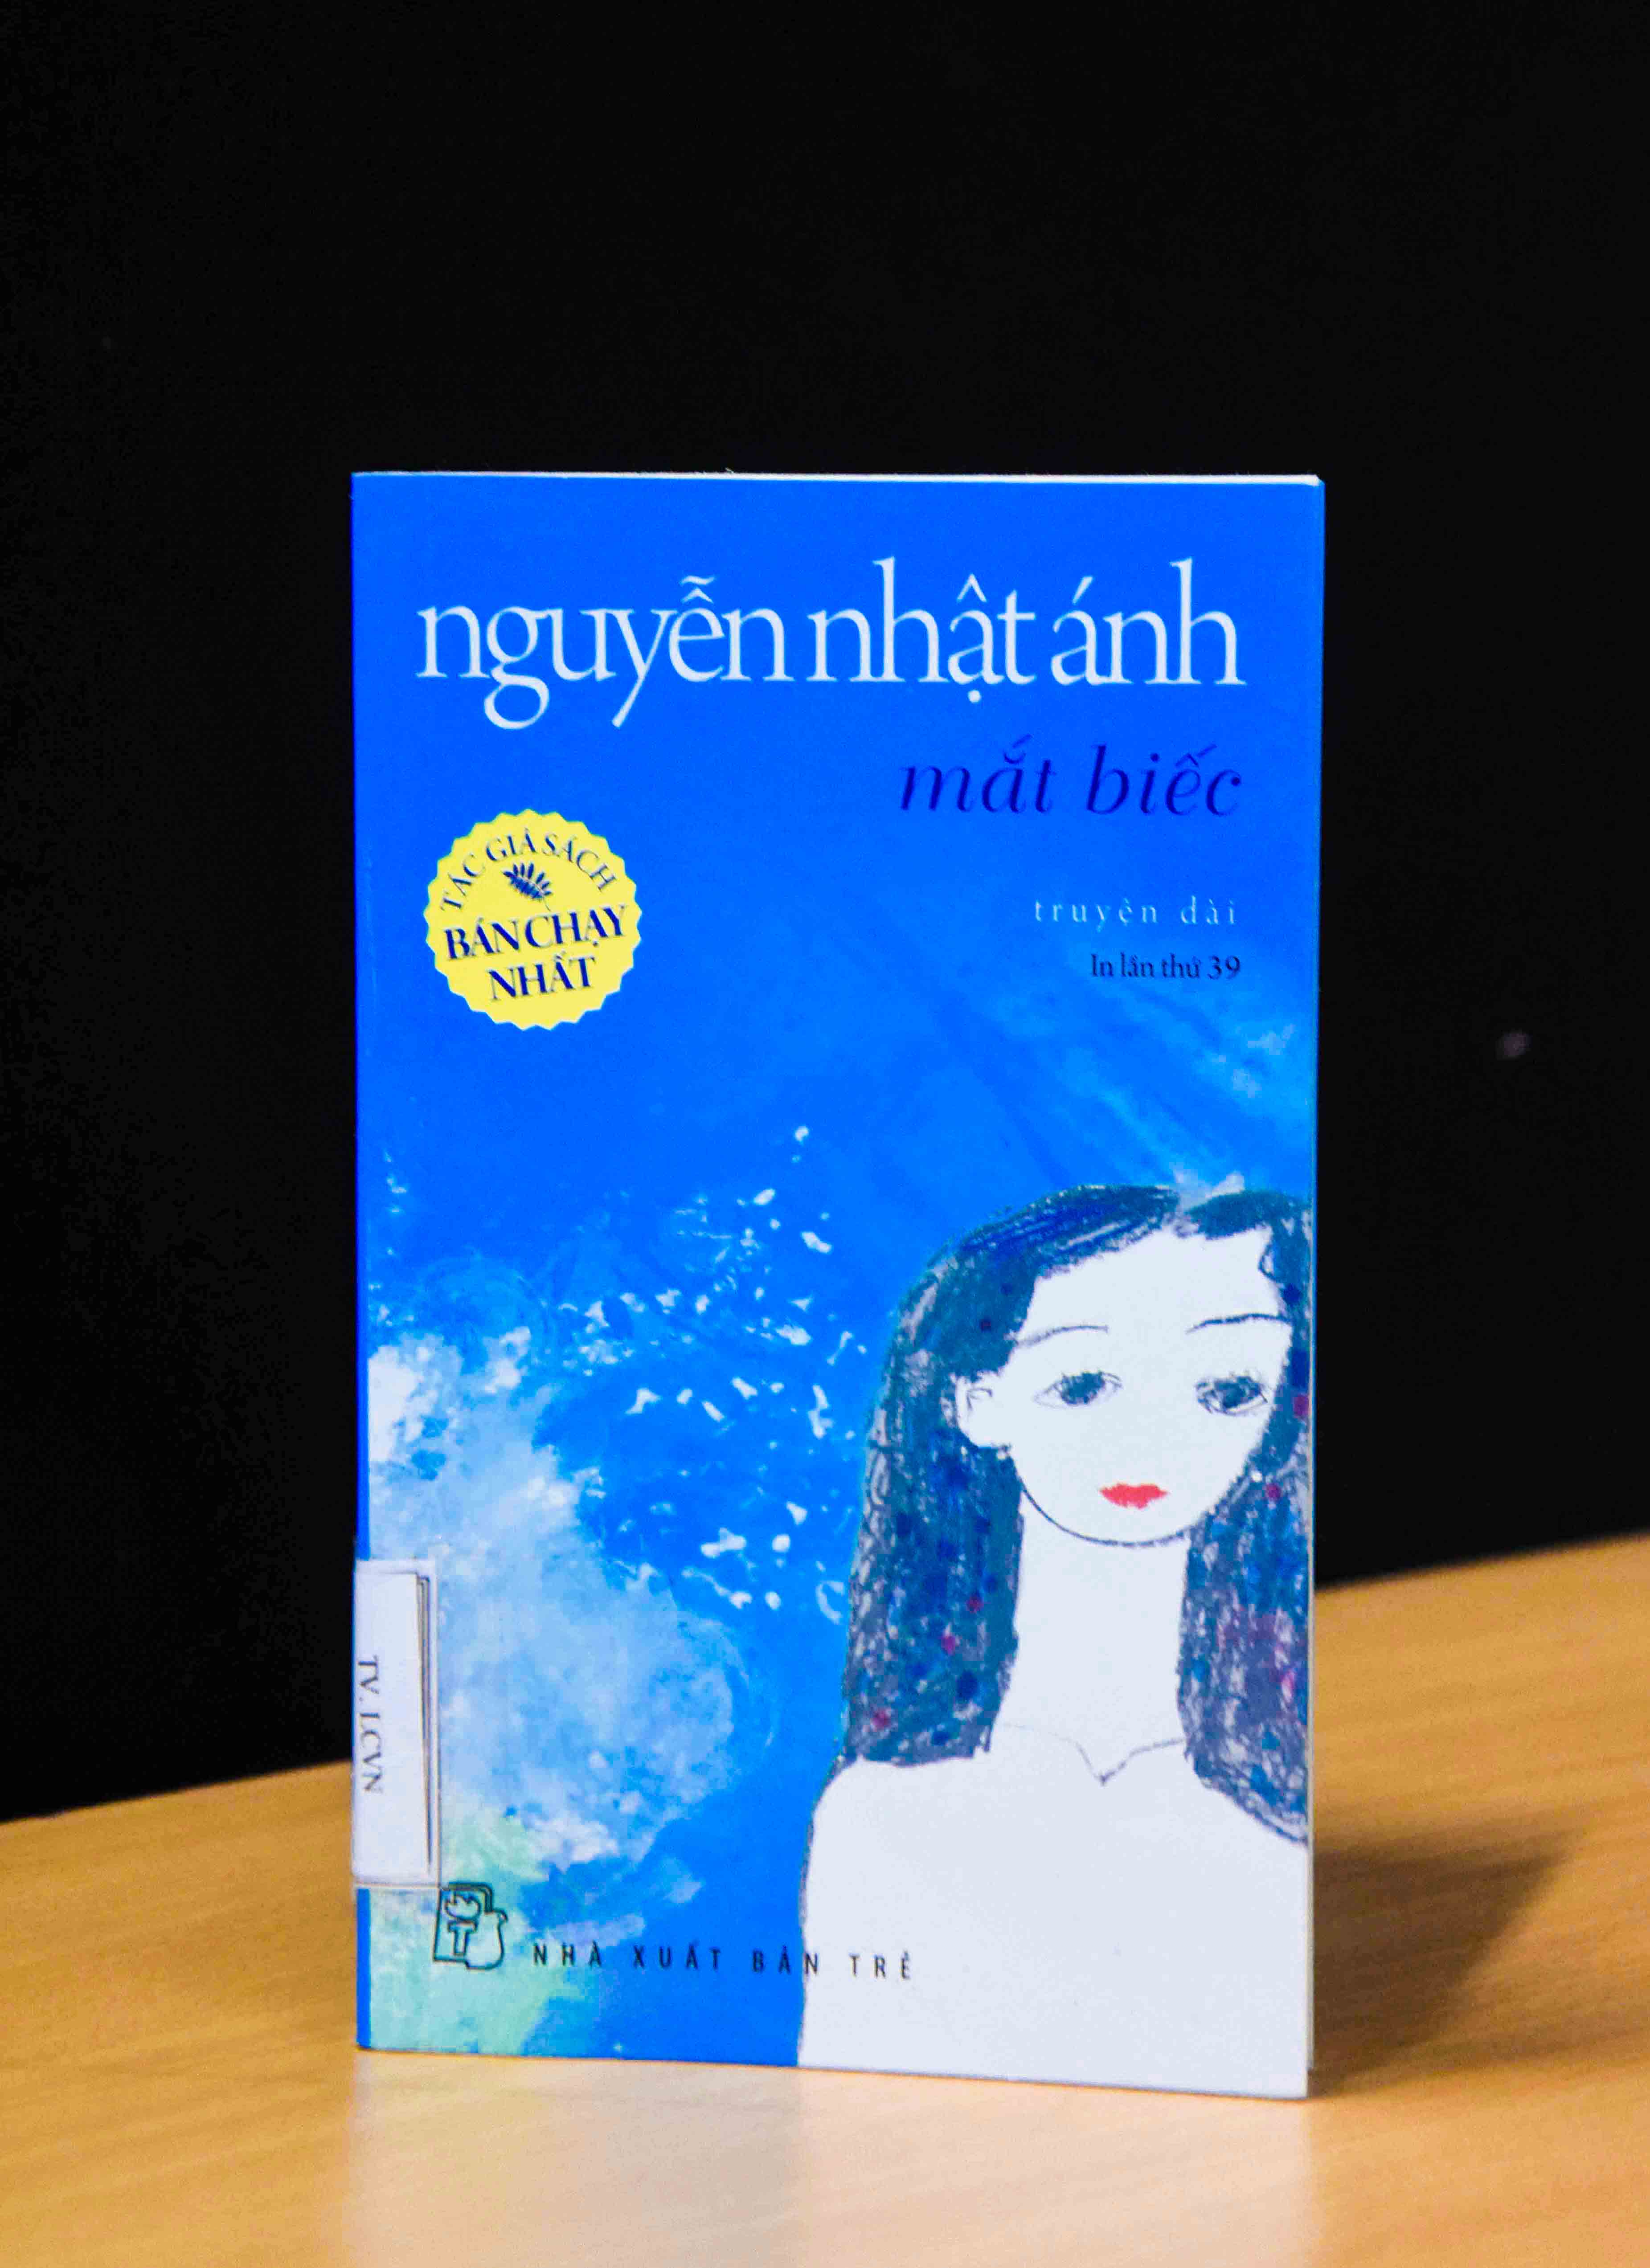 nguyễn nhật ánh
mắt biếc
TÁC GIẢ SÁCH
BÁN CHẠY
NHẤT
truyện dài
In lần thứ 39
TV. LCVN
NHÀ XUẤT BẢN TRẺ